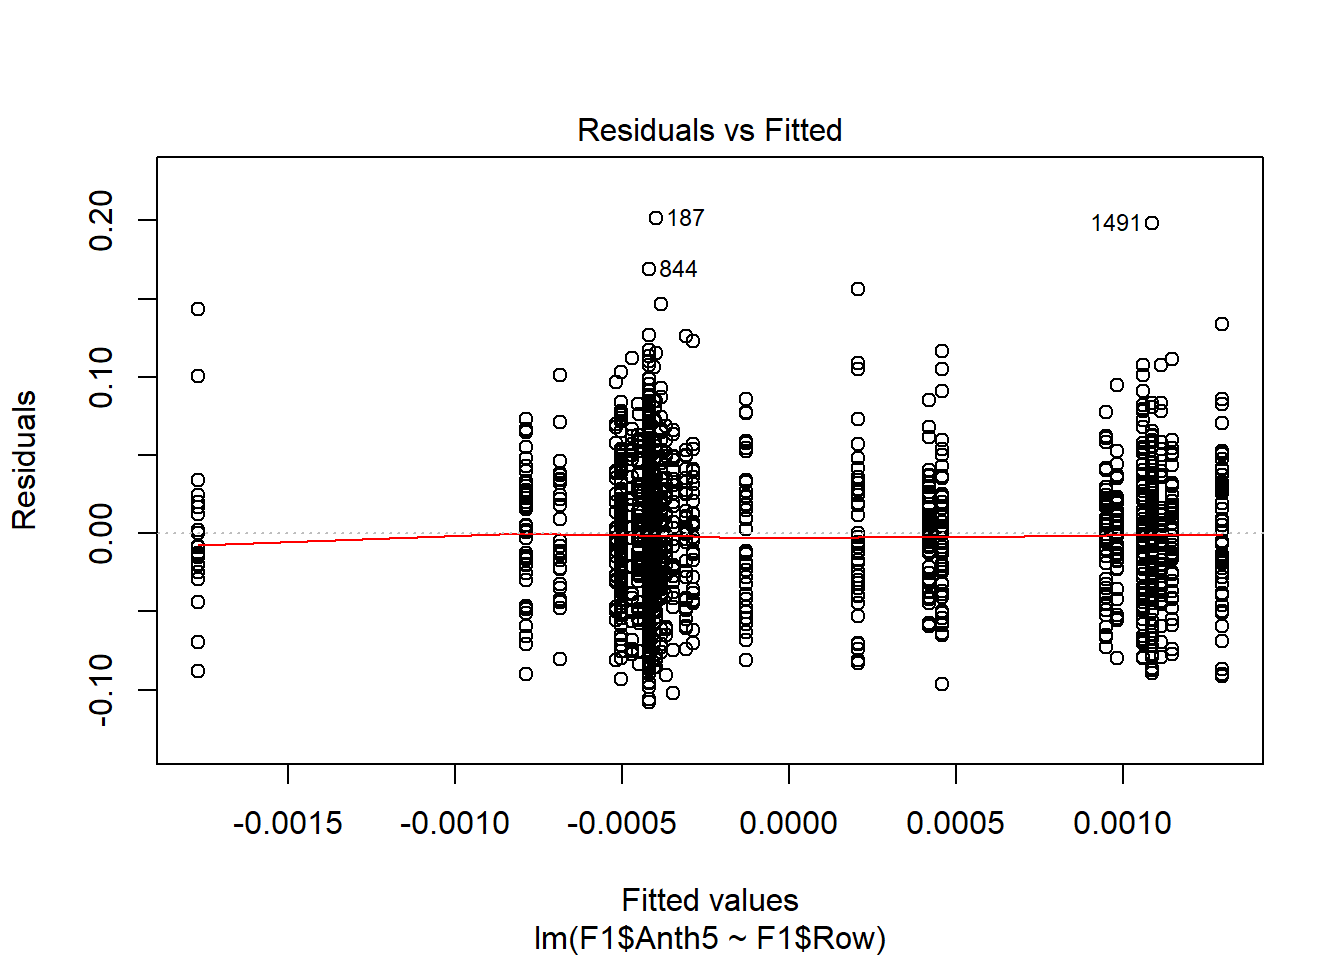 Residuals vs Fitted
Residuals
0.20
0.10
0.00
-0.10
187
844
1491
-0.0015 -0.0010 -0.0005 0.0000 0.0005 0.0010
Fitted values
lm(F1$Anth5 ~ F1$Row)